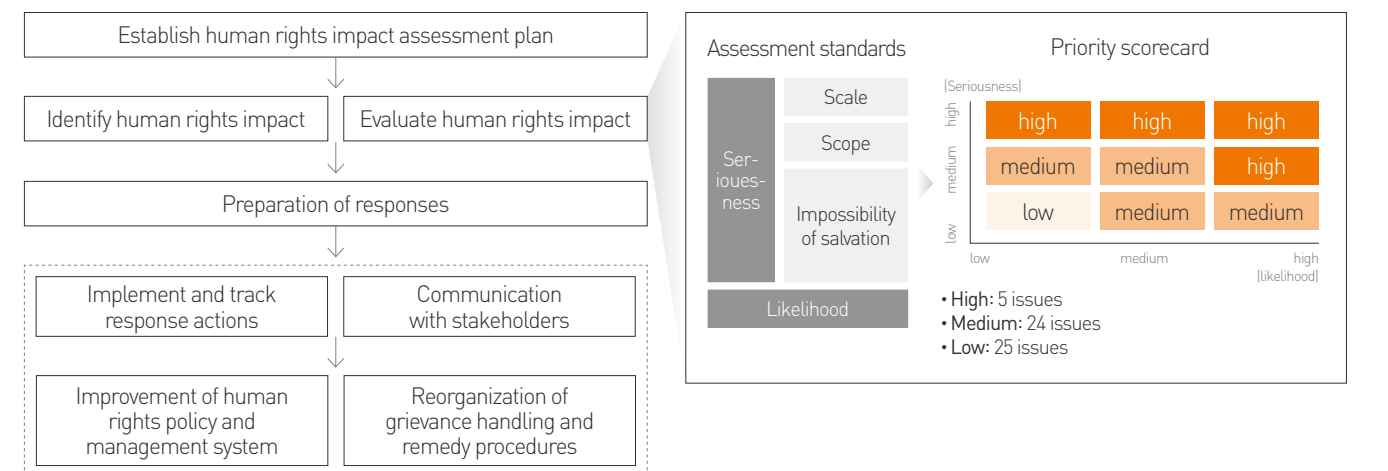 Establish human rights impact assessment plan
Identify human rights impact
Evaluate human rights impact
Preparation of responses
Implement and track
response actions
Communication
with stakeholders
Improvement of human
rights policy and
management system
Reorganization of
grievance handling and
remedy procedures
Assessment standards
Ser-
ioues-
ness
Scale
Scope
Impossibility
of salvation
Likelihood
Priority scorecard
(Seriousness)
high
medium
low
high high high
medium medium high
low medium medium
low medium high
(likelihood)
• High: 5 issues
• Medium: 24 issues
• Low: 25 issues